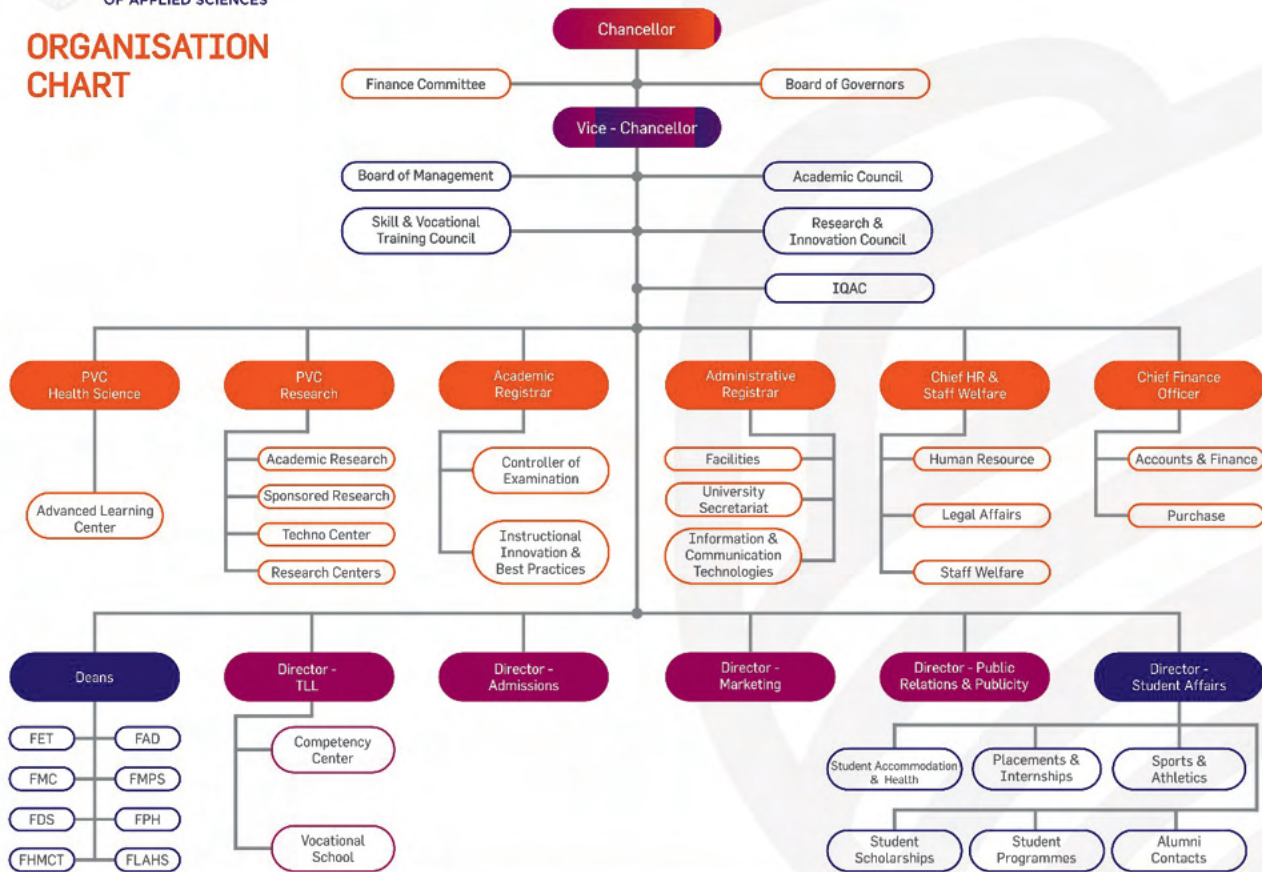 OF APPLIED SCIENCES
ORGANISATION
CHART
Chancellor
Finance Committee
Board of Governors
Vice - Chancellor
Board of Management
Academic Council
Skill & Vocational
Training Council
Research &
Innovation Council
IQAC
PVC
Health Science
PVC
Research
Academic
Registrar
Administrative
Registrar
Chief HR &
Staff Welfare
Chief Finance
Officer
Advanced Learning
Center
Academic Research
Sponsored Research
Techno Center
Research Centers
Controller of
Examination
Instructional
Innovation &
Best Practices
Facilities
University
Secretariat
Information &
Communication
Technologies
Human Resource
Legal Affairs
Staff Welfare
Accounts & Finance
Purchase
Deans
Director -
TLL
Director -
Admissions
Director -
Marketing
Director - Public
Relations & Publicity
Director -
Student Affairs
FET
FAD
FMC
FMPS
FDS
FPH
FHMCT
FLAHS
Competency
Center
Vocational
School
Student Accommodation
& Health
Placements &
Internships
Sports &
Athletics
Student
Scholarships
Student
Programmes
Alumni
Contacts